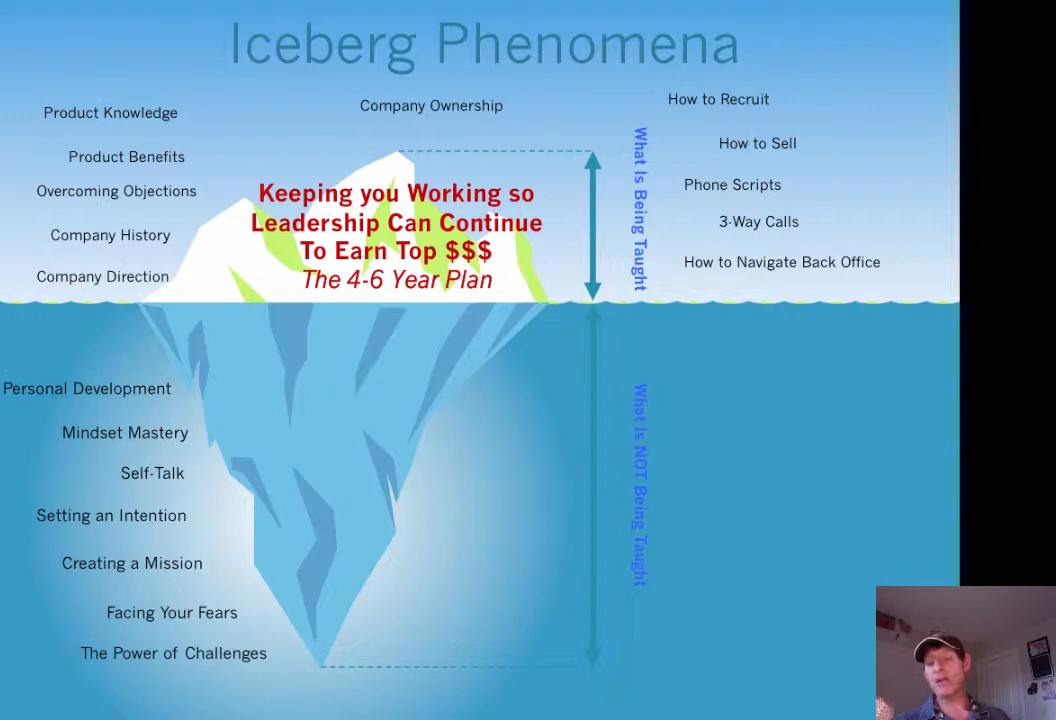 Iceberg Phenomena
Product Knowledge
Product Benefits
Overcoming Objections
Company History
Company Direction
Company Ownership
Keeping you Working so
Leadership Can Continue
To Earn Top $$$
The 4-6 Year Plan
What Is Being Taught
How to Recruit
How to Sell
Phone Scripts
3-Way Calls
How to Navigate Back Office
Personal Development
Mindset Mastery
Self-Talk
Setting an Intention
Creating a Mission
Facing Your Fears
The Power of Challenges
What Is NOT Being Taught